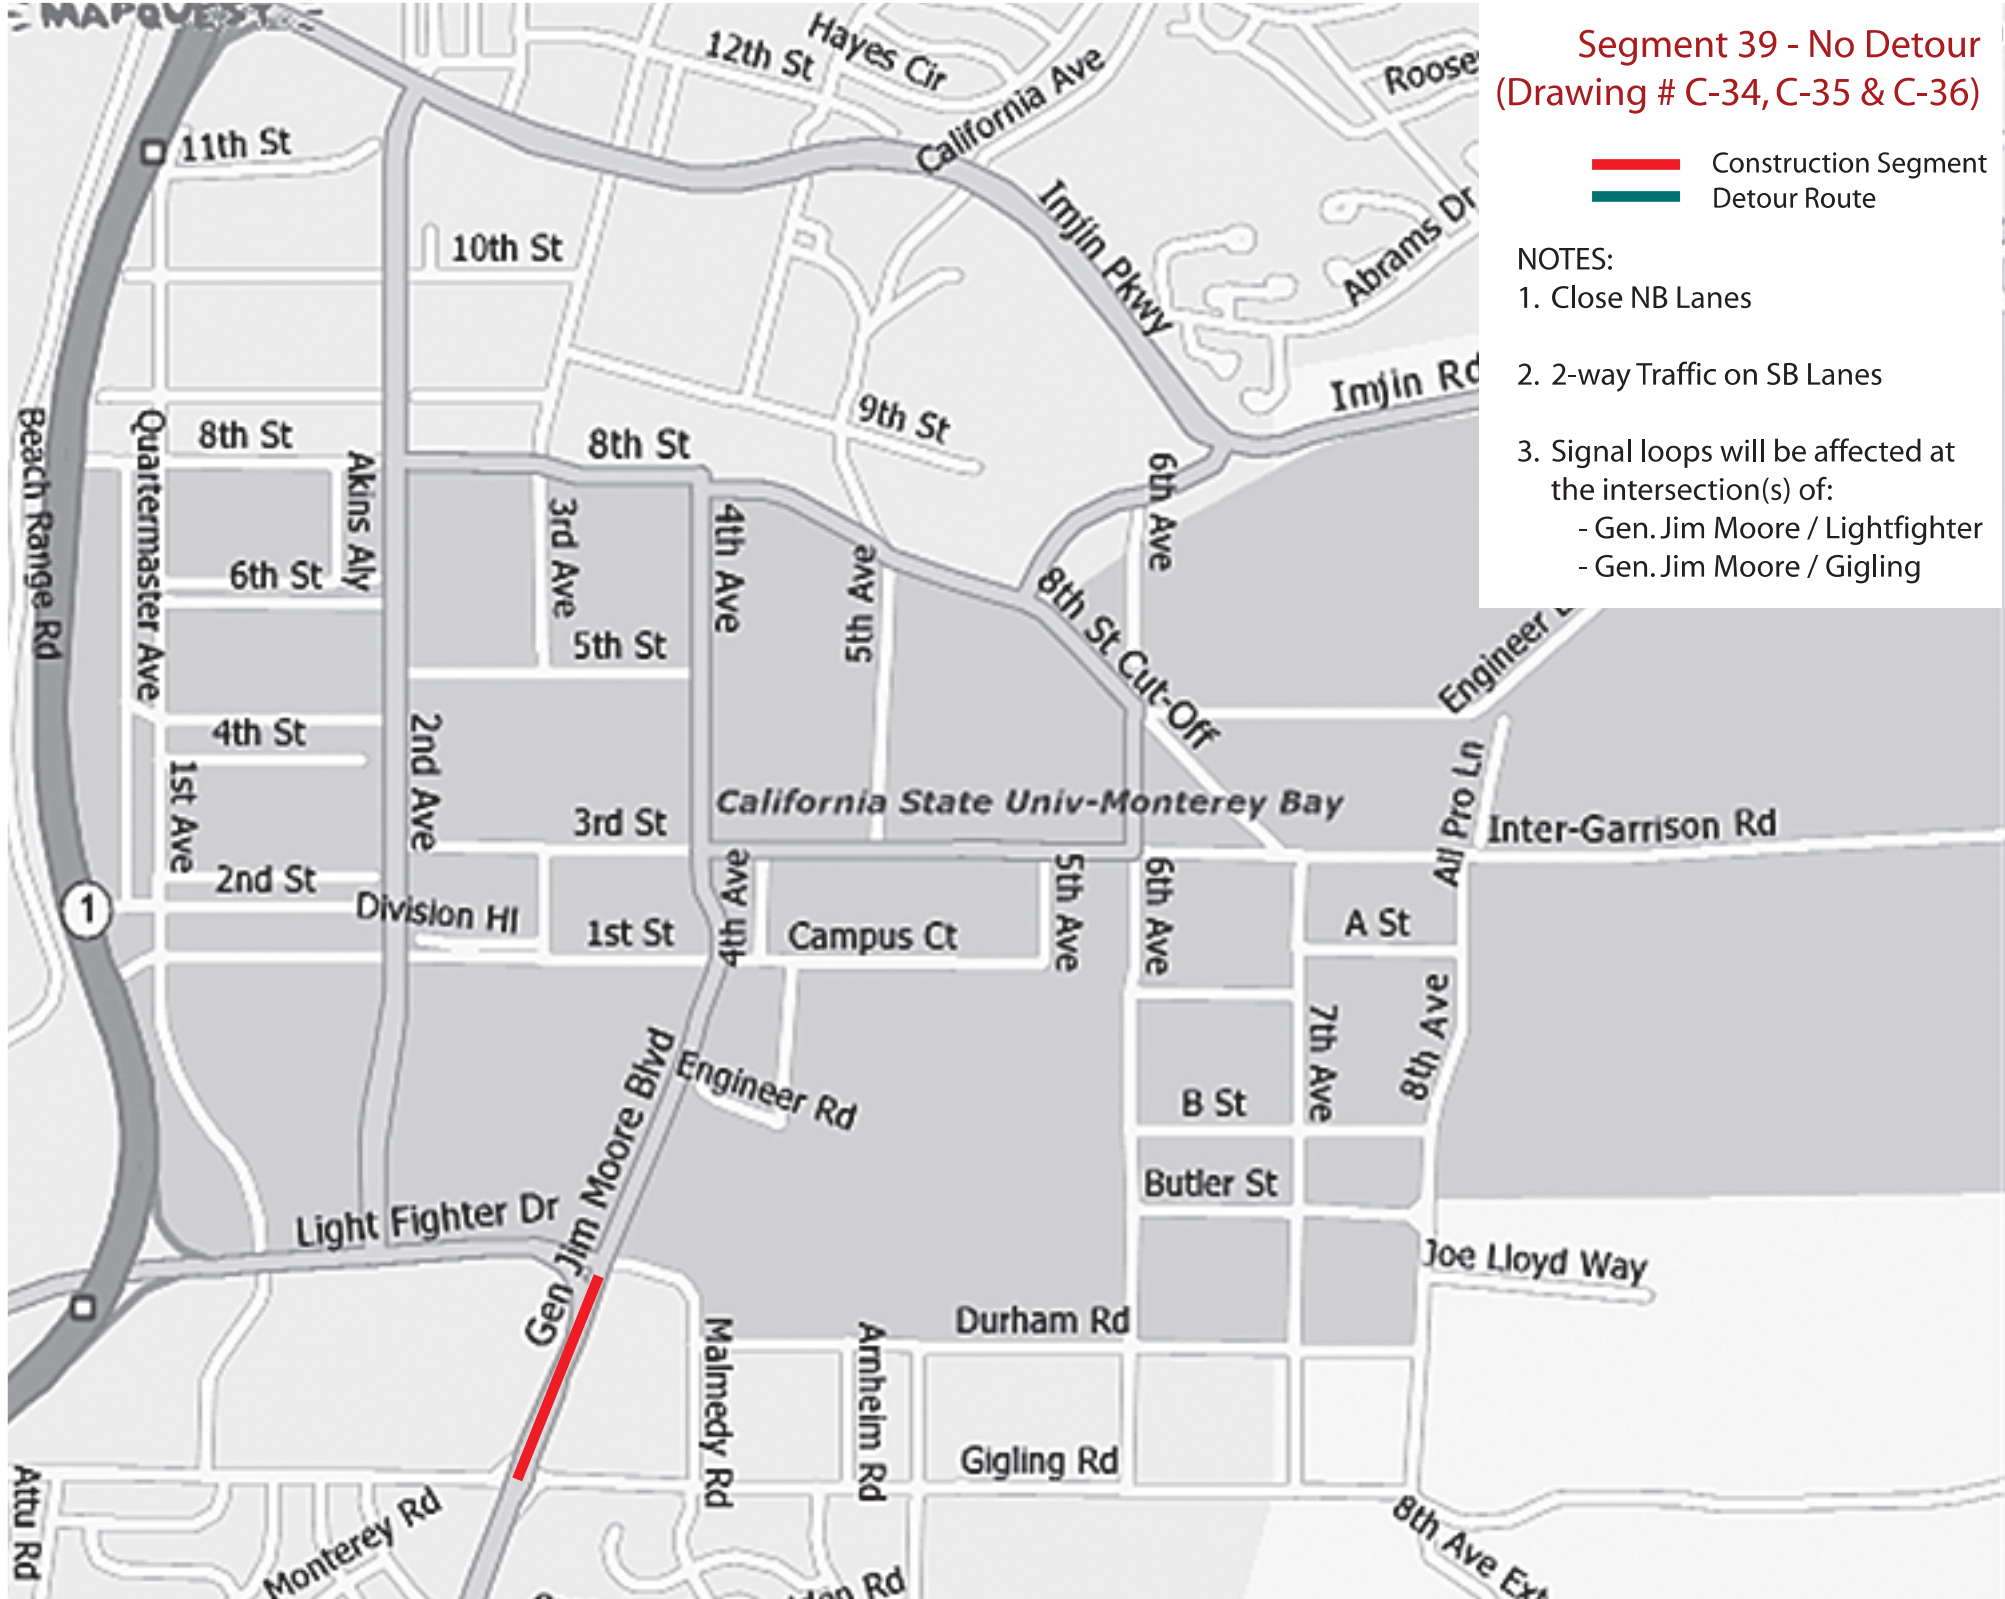 MAPQUEST
Segment 39 - No Detour
(Drawing # C-34, C-35 & C-36)
Construction Segment
Detour Route
NOTES:
1. Close NB Lanes
2. 2-way Traffic on SB Lanes
3. Signal loops will be affected at
the intersection(s) of:
- Gen. Jim Moore / Lightfighter
- Gen. Jim Moore / Gigling
12th St
Hayes Cir
California Ave
Abrams Dr
11th St
10th St
Imjin Pkwy
Imjin Rd
9th St
8th St
8th St
Beach Range Rd
Quartermaster Ave
Akins Aly
3rd Ave
4th Ave
5th Ave
6th Ave
8th St Cut-Off
6th St
5th St
Engineer
4th St
1st Ave
2nd Ave
All Pro Ln
California State Univ-Monterey Bay
3rd St
Inter-Garrison Rd
2nd St
Division Hl
1
1st St
4th Ave
Campus Ct
5th Ave
6th Ave
A St
7th Ave
8th Ave
Gen Jim Moore Blvd
Engineer Rd
B St
Butler St
Light Fighter Dr
Joe Lloyd Way
Durham Rd
Malmedy Rd
Arnheim Rd
Gigling Rd
Attu Rd
Monterey Rd
8th Ave Ext
Rd